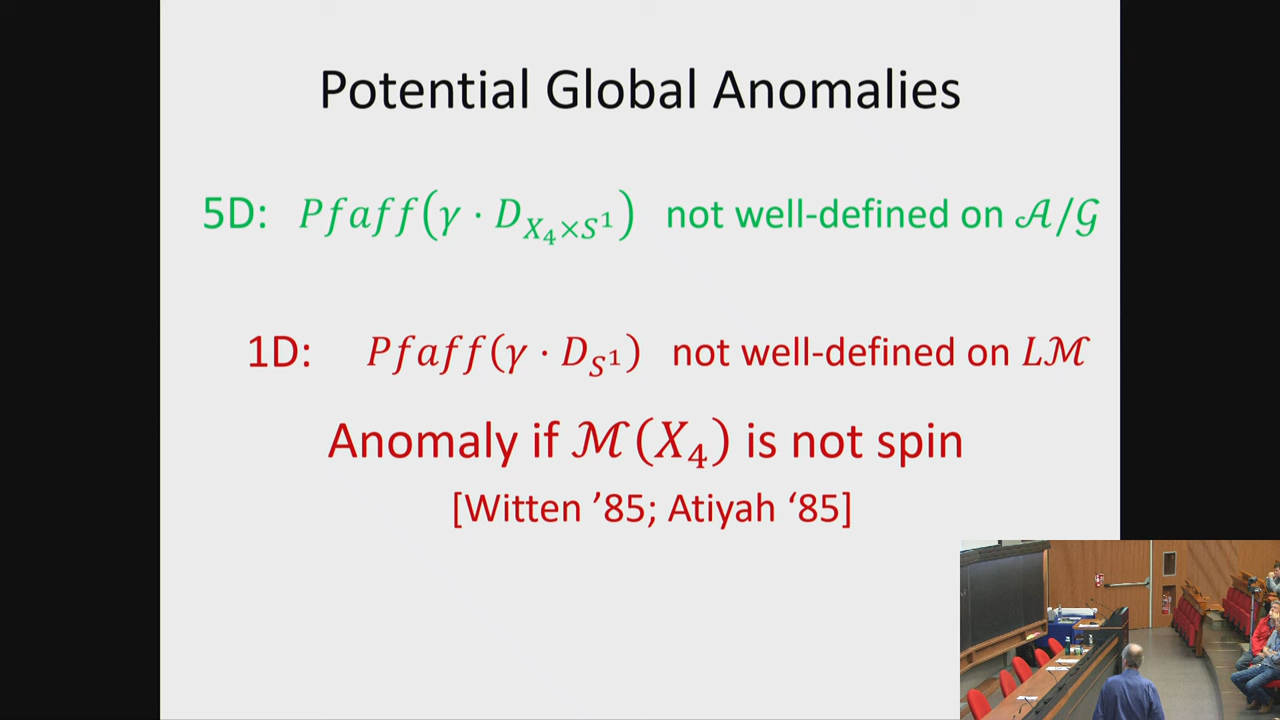 Potential Global Anomalies
5D: Pfaff(γ · D_{X₄×S¹}) not well-defined on 𝒜/𝒢
1D: Pfaff(γ · D_{S¹}) not well-defined on Lℳ
Anomaly if ℳ(X₄) is not spin
[Witten ’85; Atiyah ‘85]